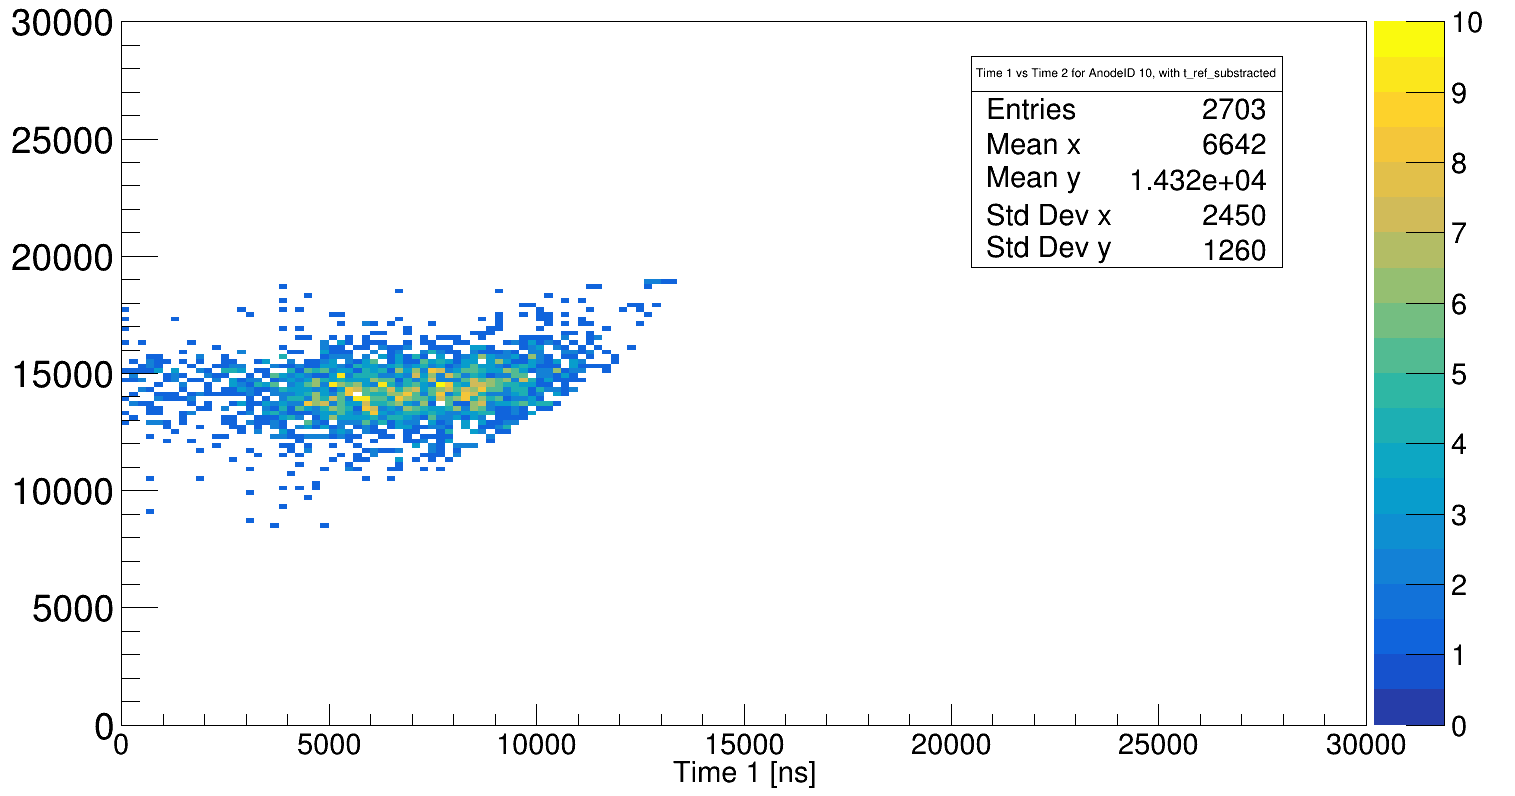 30000
25000
20000
15000
10000
5000
0
0 5000 10000 15000 20000 25000 30000
Time 1 [ns]
Time 1 vs Time 2 for AnodeID 10, with t_ref_substracted
Entries 2703
Mean x 6642
Mean y 1.432e+04
Std Dev x 2450
Std Dev y 1260
10
9
8
7
6
5
4
3
2
1
0